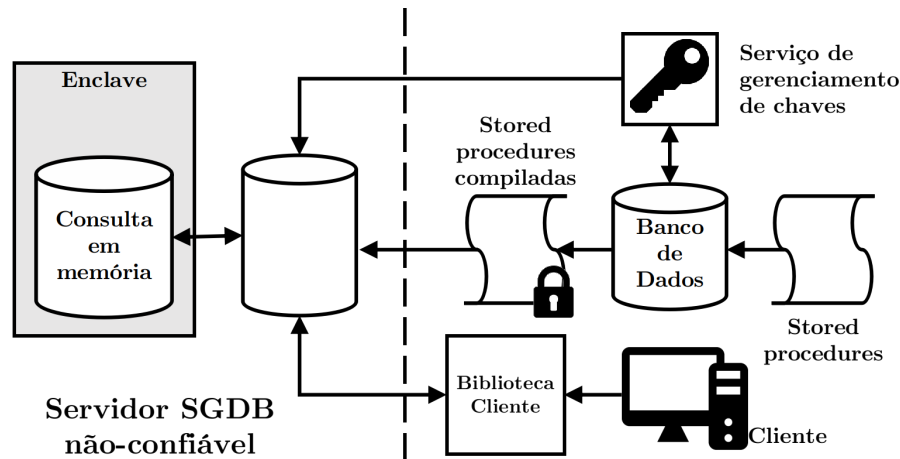 Enclave
Consulta
em
memória
Servidor SGDB
não-confiável
Stored
procedures
compiladas
Serviço de
gerenciamento
de chaves
Banco
de
Dados
Stored
procedures
Biblioteca
Cliente
Cliente